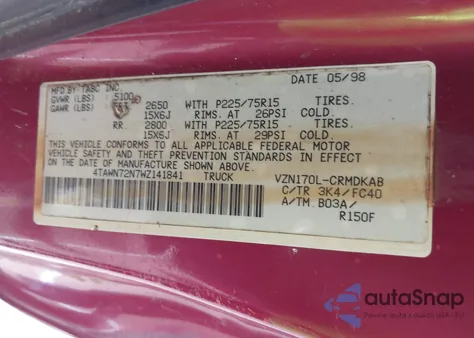 MFD BY TABC INC. DATE 05/98
GVWR (LBS) 5100
GAWR (LBS) 2650 WITH P225/75R15 TIRES.
15X6J RIMS. AT 26PSI COLD.
RR. 2800 WITH P225/75R15 TIRES.
15X6J RIMS. AT 29PSI COLD.
THIS VEHICLE CONFORMS TO ALL APPLICABLE FEDERAL MOTOR
VEHICLE SAFETY AND THEFT PREVENTION STANDARDS IN EFFECT
ON THE DATE OF MANUFACTURE SHOWN ABOVE.
4TAWN72N7WZ141841 TRUCK VZN170L-CRMDKAB
C/TR 3K4/FC40
A/TM B03A/
R150F
autoSnap